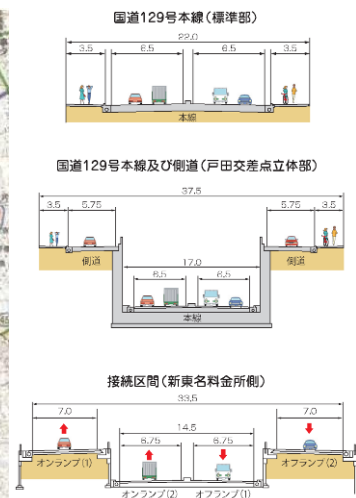 国道129号本線(標準部)
22.0
3.5 6.5 6.5 3.5
本線
国道129号本線及び側道(戸田交差点立体部)
37.5
3.5 5.75 5.75 3.5
側道 17.0 側道
6.5 6.5
本線
接続区間(新東名料金所側)
33.5
7.0 14.5 7.0
6.75 6.75
オンランプ(1) オフランプ(2)
オンランプ(2) オフランプ(1)